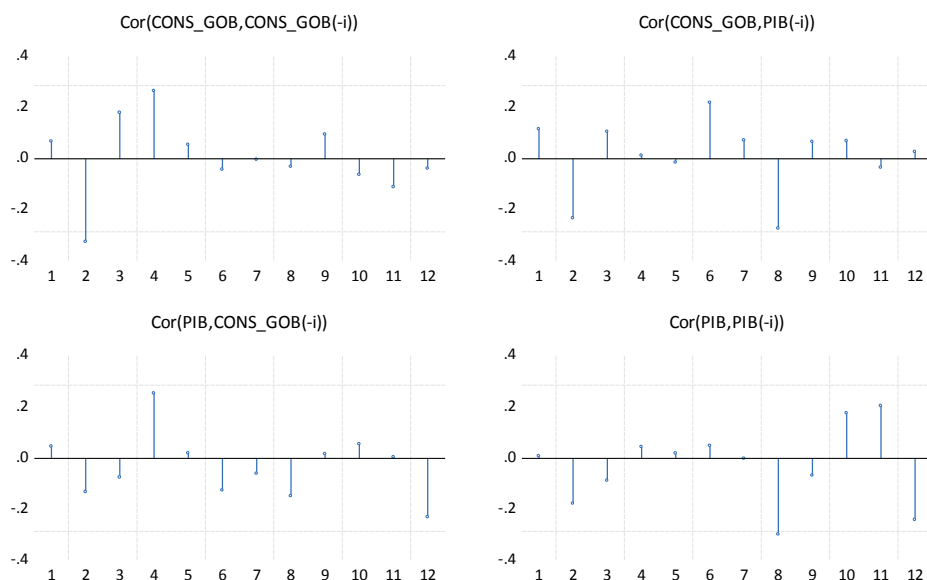 Cor(CONS_GOB,CONS_GOB(-i))
.4
.2
.0
-.2
-.4
1 2 3 4 5 6 7 8 9 10 11 12
Cor(CONS_GOB,PIB(-i))
.4
.2
.0
-.2
-.4
1 2 3 4 5 6 7 8 9 10 11 12
Cor(PIB,CONS_GOB(-i))
.4
.2
.0
-.2
-.4
1 2 3 4 5 6 7 8 9 10 11 12
Cor(PIB,PIB(-i))
.4
.2
.0
-.2
-.4
1 2 3 4 5 6 7 8 9 10 11 12